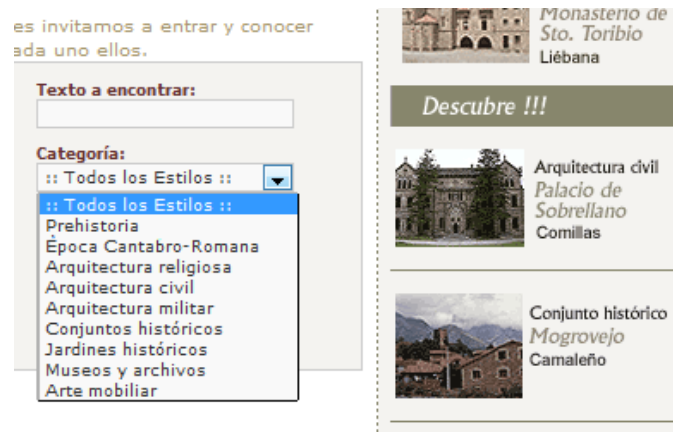 es invitamos a entrar y conocer
ada uno ellos.
Texto a encontrar:
Categoría:
:: Todos los Estilos ::
:: Todos los Estilos ::
Prehistoria
Época Cantabro-Romana
Arquitectura religiosa
Arquitectura civil
Arquitectura militar
Conjuntos históricos
Jardines históricos
Museos y archivos
Arte mobiliar
Monasterio de
Sto. Toribio
Liébana
Descubre !!!
Arquitectura civil
Palacio de
Sobrellano
Comillas
Conjunto histórico
Mogrovejo
Camaleño